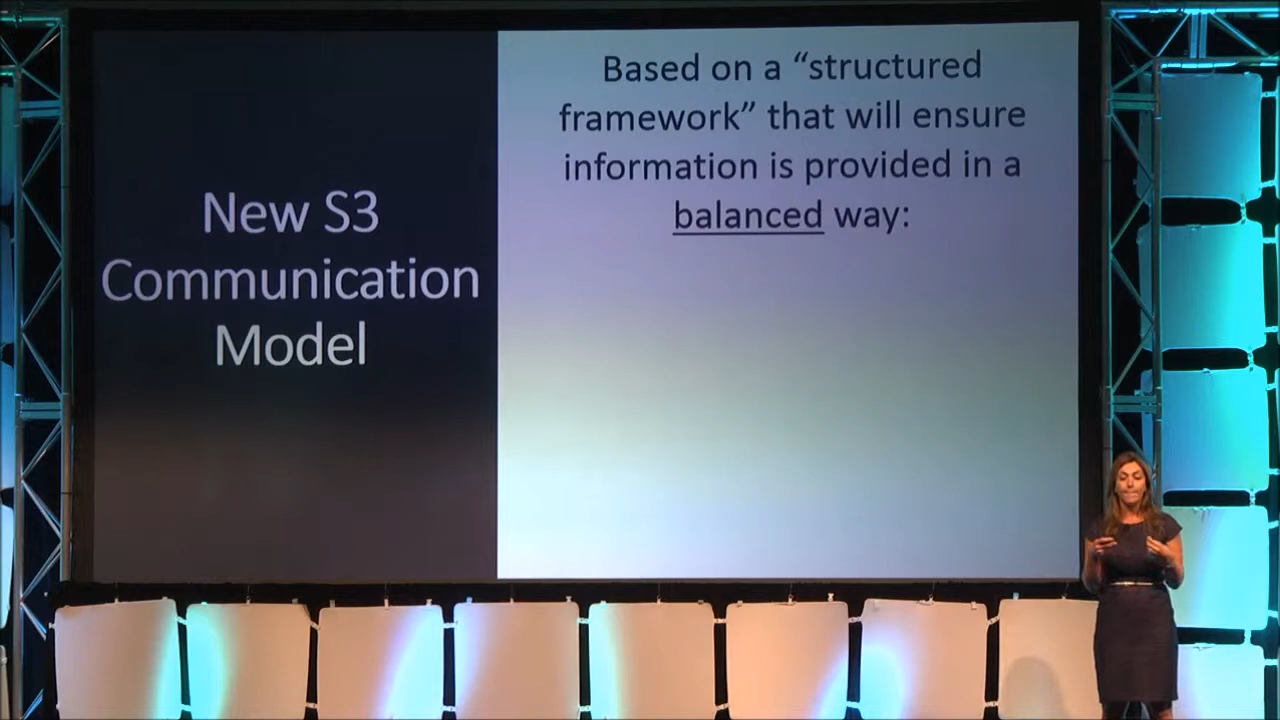 New S3
Communication
Model
Based on a “structured
framework” that will ensure
information is provided in a
balanced way: